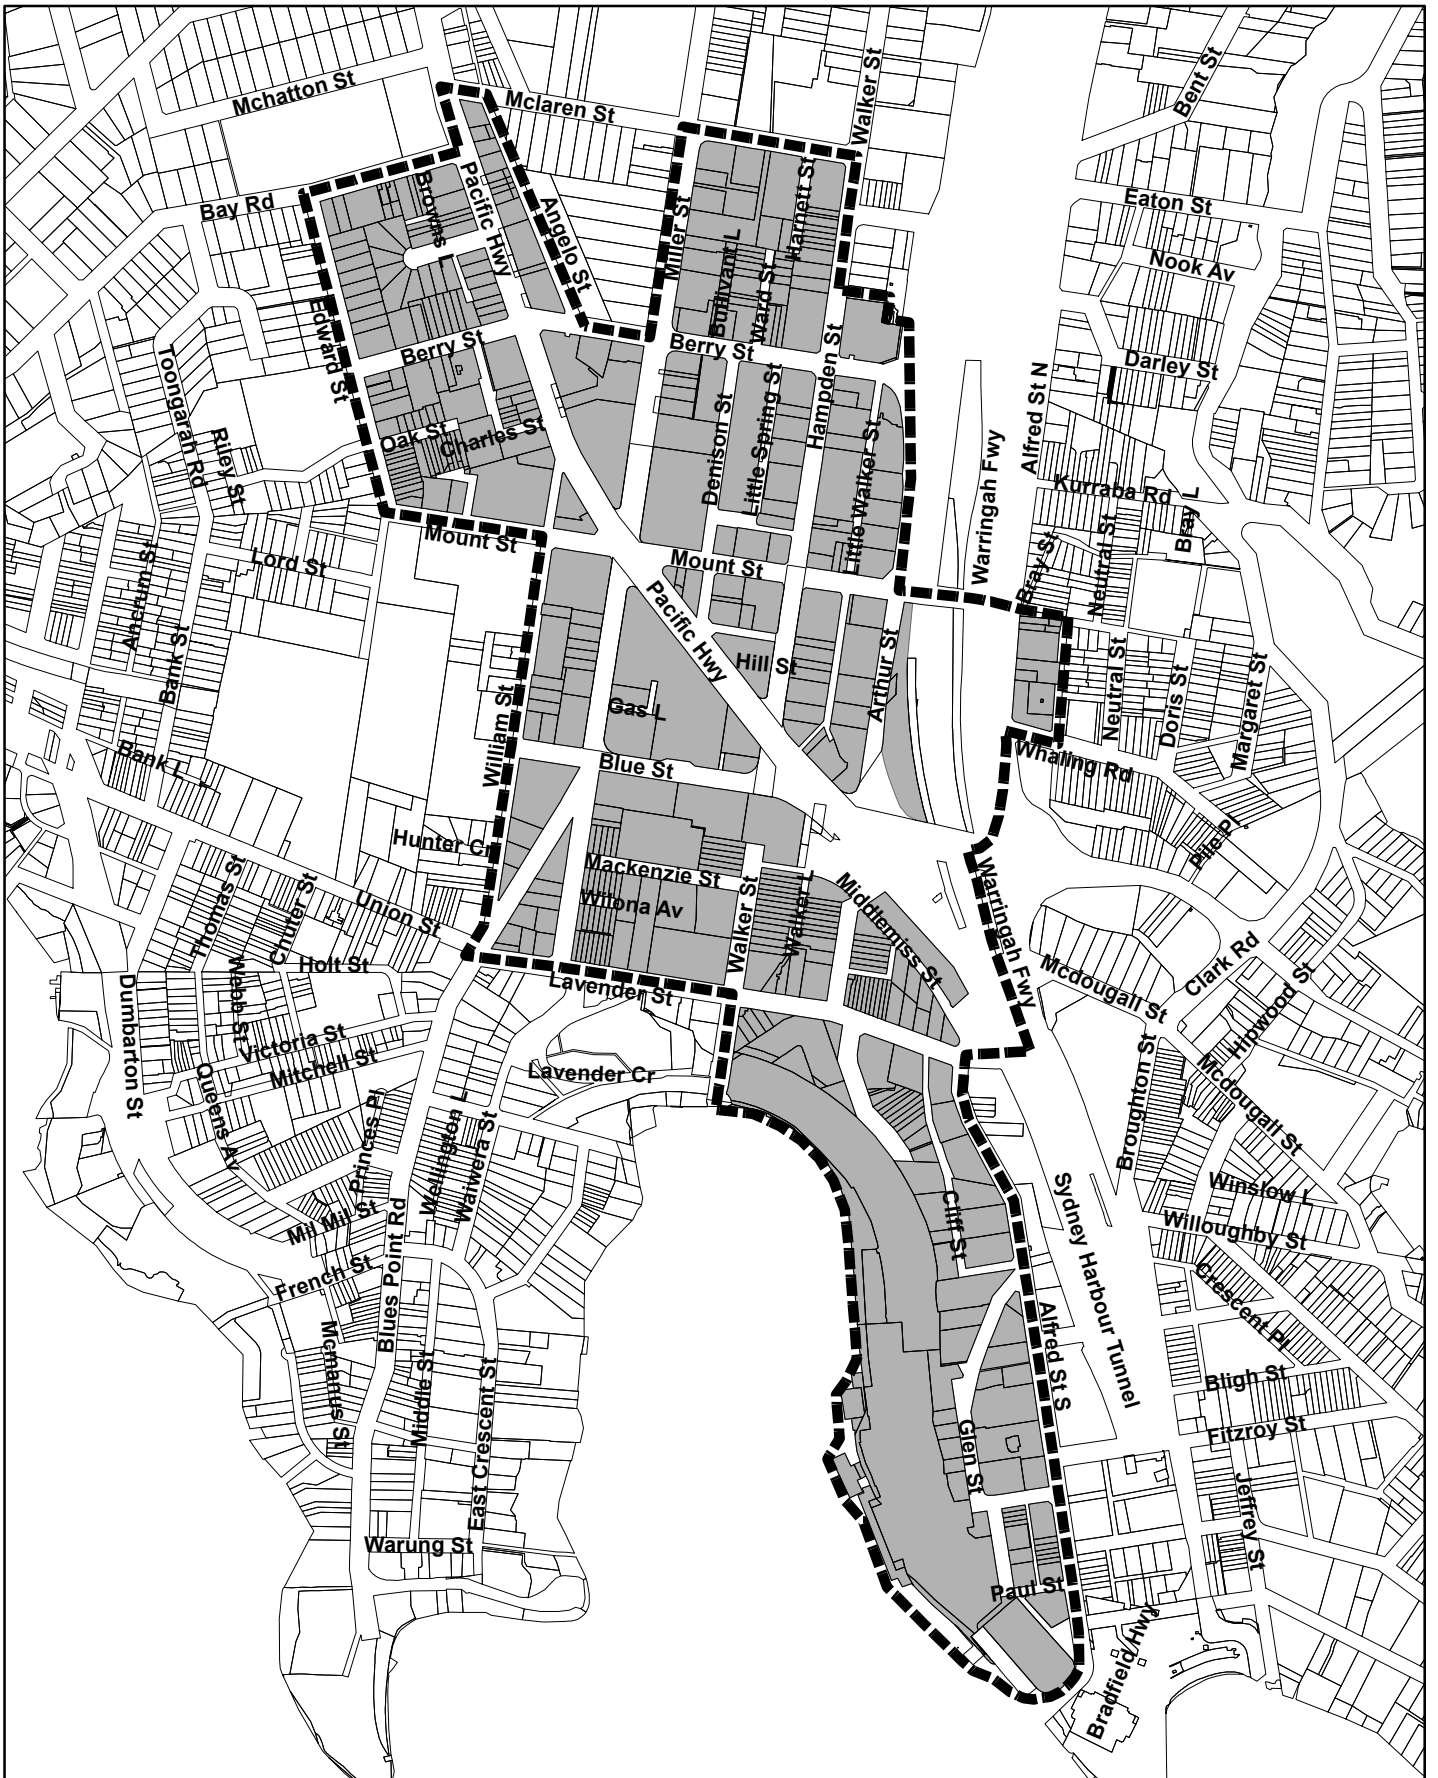 Mchatton St
Mclaren St
Walker St
Bent St
Bay Rd
Browns L
Pacific Hwy
Angelo St
Miller St
Bullivant L
Harnett St
Ward St
Eaton St
Nook Av
Edward St
Berry St
Berry St
Hampden St
Darley St
Toongarah Rd
Riley St
Oak St
Charles St
Denison St
Little Spring St
Little Walker St
Warringah Fwy
Alfred St N
Kurraba Rd
Bray L
Mount St
Mount St
Lord St
Ancrum St
Bank St
Bray St
Neutral St
Pacific Hwy
Hill St
Arthur St
William St
Gas L
Neutral St
Doris St
Margaret St
Bank L
Blue St
Whaling Rd
Hunter Cr
Mackenzie St
Pile Pl
Thomas St
Chuter St
Union St
Wilona Av
Walker St
Walker L
Middlemiss St
Warringah Fwy
Webb St
Holt St
Lavender St
Mcdougall St
Clark Rd
Hipwood St
Dumbarton St
Victoria St
Mitchell St
Queens Av
Lavender Cr
Broughton St
Mcdougall St
Princes Pl
Wellington L
Waiwera St
Mil Mil St
Cliff St
Winslow L
Willoughby St
French St
Blues Point Rd
Sydney Harbour Tunnel
Crescent Pl
Mcmanus St
Middle St
East Crescent St
Alfred St S
Bligh St
Fitzroy St
Glen St
Jeffrey St
Warung St
Paul St
Bradfield Hwy